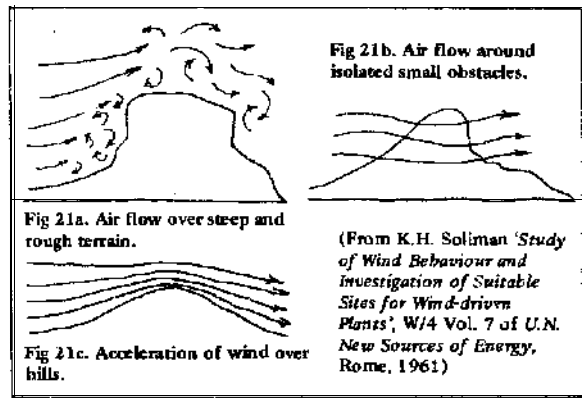 Fig 21b. Air flow around
isolated small obstacles.
Fig 21a. Air flow over steep and
rough terrain.
(From K.H. Soliman 'Study
of Wind Behaviour and
Investigation of Suitable
Sites for Wind-driven
Plants', W/4 Vol. 7 of U.N.
New Sources of Energy,
Rome, 1961)
Fig 21c. Acceleration of wind over
hills.